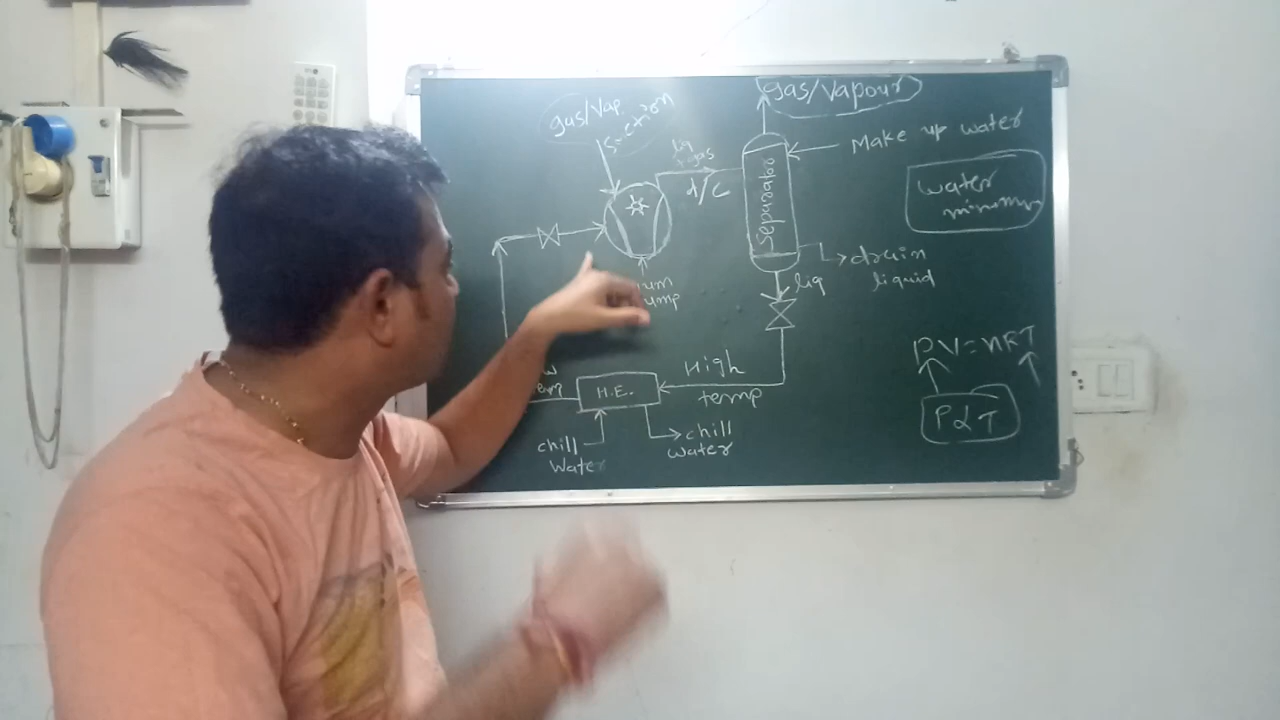 gas/vap.
liq
+gas
d/c
gas/vapour
Make up water
water
Separator
drain
liquid
liq
High
temp
H.E.
chill
water
chill
water
PV=nRT
P∝T